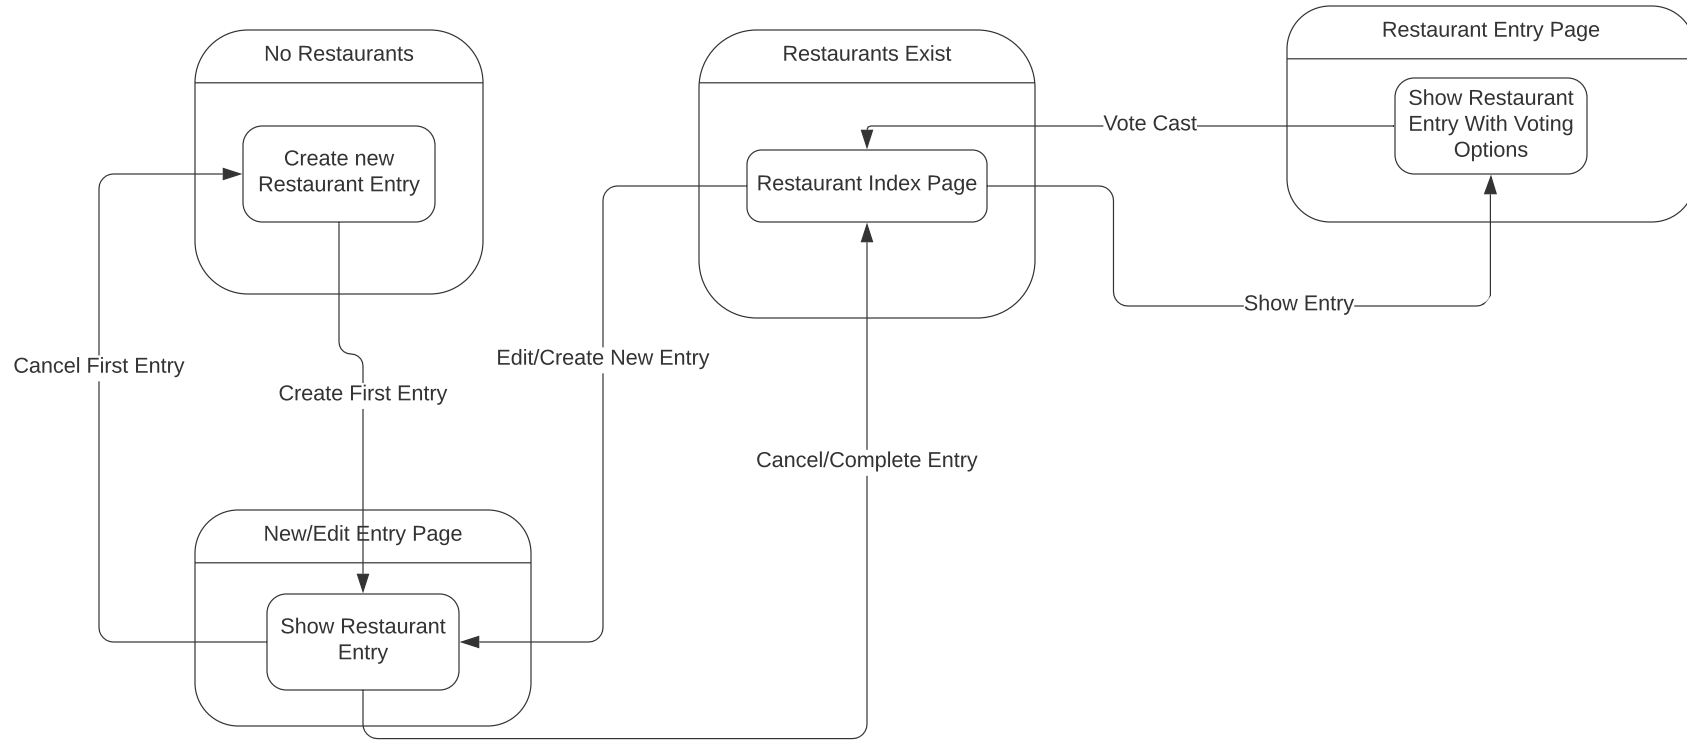 No Restaurants
Create new
Restaurant Entry
Restaurants Exist
Restaurant Index Page
Restaurant Entry Page
Show Restaurant
Entry With Voting
Options
Vote Cast
Show Entry
Cancel First Entry
Create First Entry
Edit/Create New Entry
Cancel/Complete Entry
New/Edit Entry Page
Show Restaurant
Entry